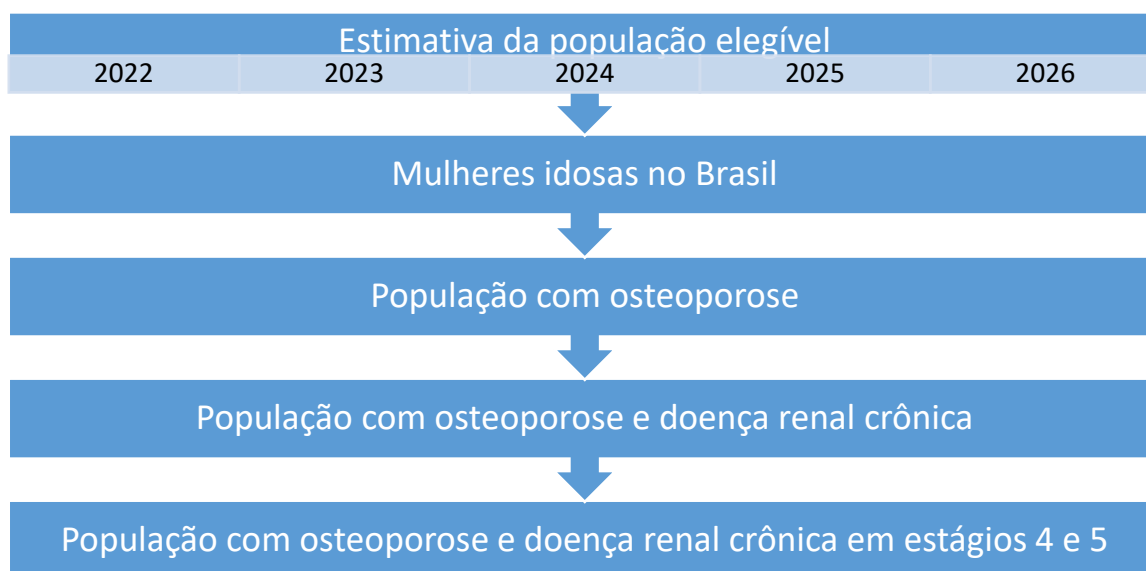 Estimativa da população elegível
2022 2023 2024 2025 2026
Mulheres idosas no Brasil
População com osteoporose
População com osteoporose e doença renal crônica
População com osteoporose e doença renal crônica em estágios 4 e 5